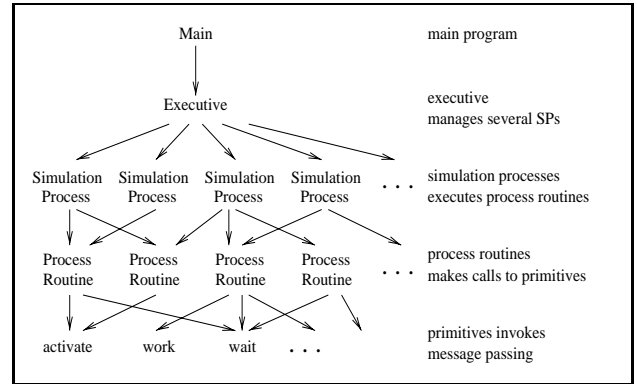 Main main program
Executive executive
manages several SPs
Simulation Simulation Simulation Simulation simulation processes
Process Process Process Process . . . executes process routines
Process Process Process Process process routines
Routine Routine Routine Routine . . . makes calls to primitives
primitives invokes
activate work wait . . . message passing